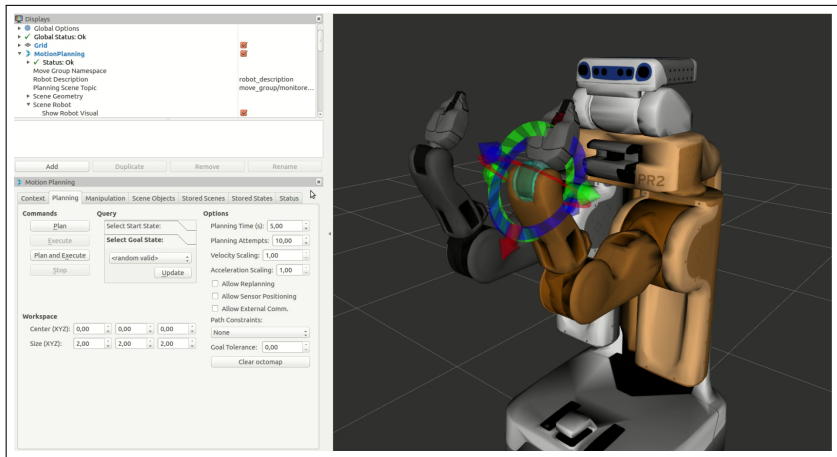 Displays
Global Options
Global Status: Ok
Grid
MotionPlanning
Status: Ok
Move Group Namespace
Robot Description robot_description
Planning Scene Topic move_group/monitore...
Scene Geometry
Scene Robot
Show Robot Visual
Add Duplicate Remove Rename
Motion Planning
Context Planning Manipulation Scene Objects Stored Scenes Stored States Status
Commands Query Options
Plan Select Start State: Planning Time (s): 5,00
Execute Select Goal State: Planning Attempts: 10,00
Plan and Execute <random valid> Velocity Scaling: 1,00
Stop Update Acceleration Scaling: 1,00
Allow Replanning
Allow Sensor Positioning
Allow External Comm.
Workspace Path Constraints:
Center (XYZ): 0,00 0,00 0,00 None
Size (XYZ): 2,00 2,00 2,00 Goal Tolerance: 0,00
Clear octomap
PR2